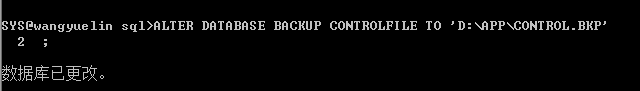 SYS@wangyuelin sql>ALTER DATABASE BACKUP CONTROLFILE TO 'D:\APP\CONTROL.BKP'
2 ;
数据库已更改。